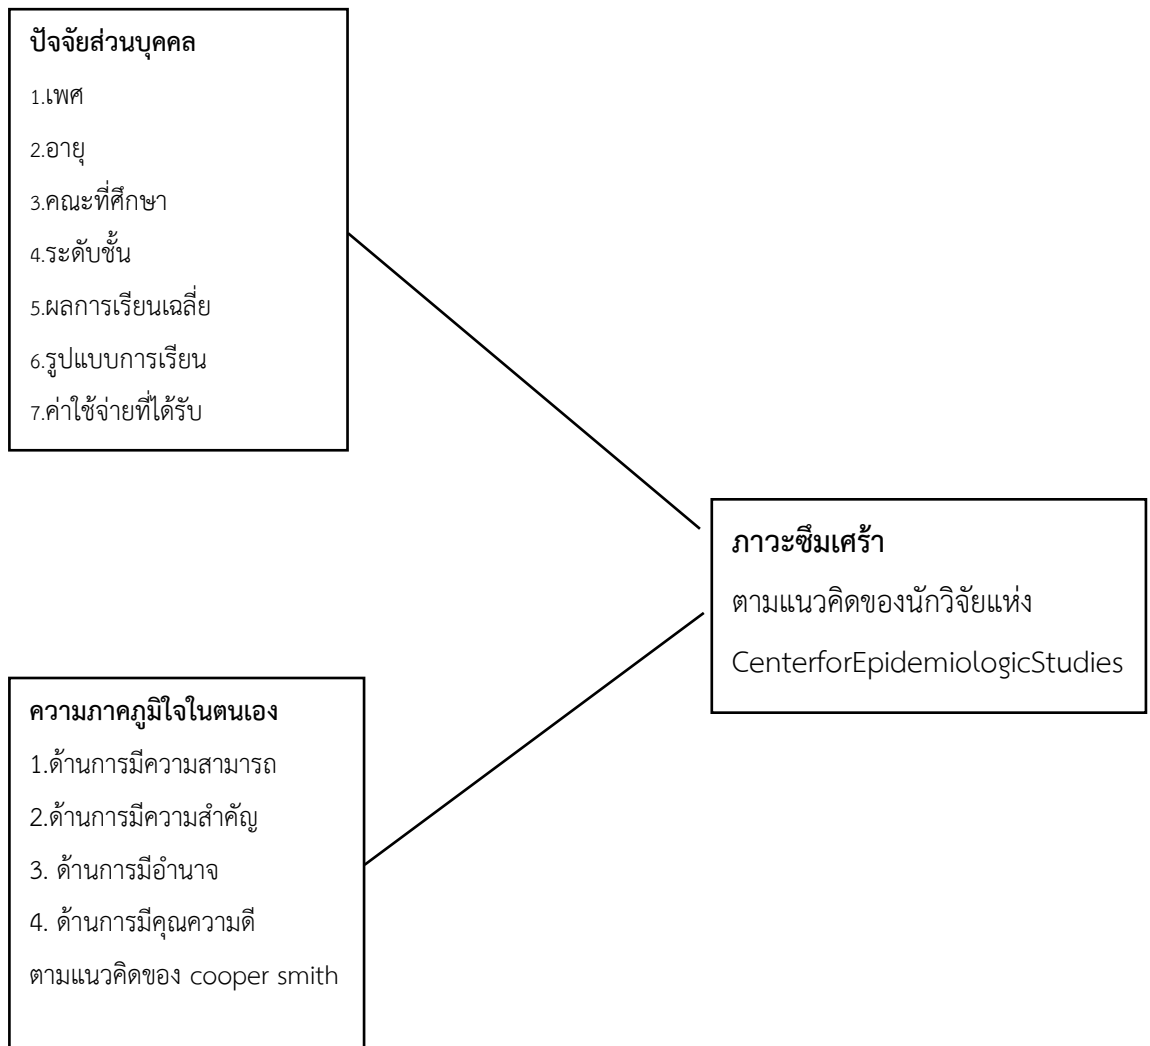 ปัจจัยส่วนบุคคล
1.เพศ
2.อายุ
3.คณะที่ศึกษา
4.ระดับชั้น
5.ผลการเรียนเฉลี่ย
6.รูปแบบการเรียน
7.ค่าใช้จ่ายที่ได้รับ
ภาวะซึมเศร้า
ตามแนวคิดของนักวิจัยแห่ง
CenterforEpidemiologicStudies
ความภาคภูมิใจในตนเอง
1.ด้านการมีความสามารถ
2.ด้านการมีความสำคัญ
3. ด้านการมีอำนาจ
4. ด้านการมีคุณความดี
ตามแนวคิดของ cooper smith